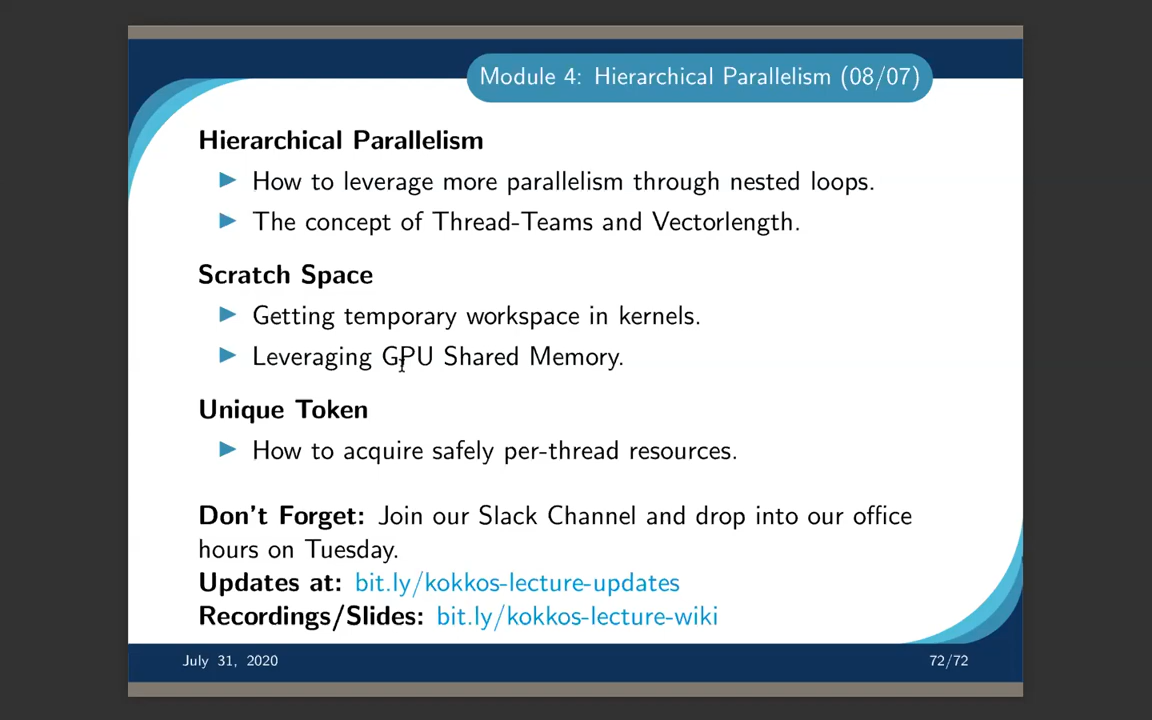 Module 4: Hierarchical Parallelism (08/07)
Hierarchical Parallelism
How to leverage more parallelism through nested loops.
The concept of Thread-Teams and Vectorlength.
Scratch Space
Getting temporary workspace in kernels.
Leveraging GPU Shared Memory.
Unique Token
How to acquire safely per-thread resources.
Don't Forget: Join our Slack Channel and drop into our office
hours on Tuesday.
Updates at: bit.ly/kokkos-lecture-updates
Recordings/Slides: bit.ly/kokkos-lecture-wiki
July 31, 2020 72/72